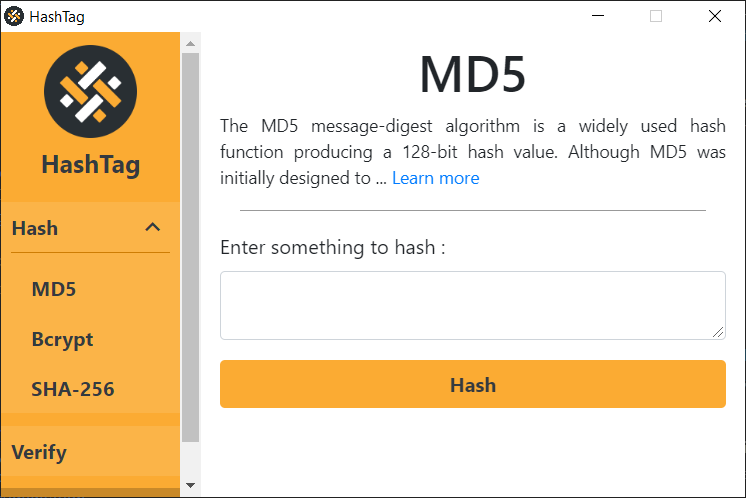 HashTag
HashTag
Hash
MD5
Bcrypt
SHA-256
Verify
MD5
The MD5 message-digest algorithm is a widely used hash
function producing a 128-bit hash value. Although MD5 was
initially designed to ... Learn more
Enter something to hash :
Hash